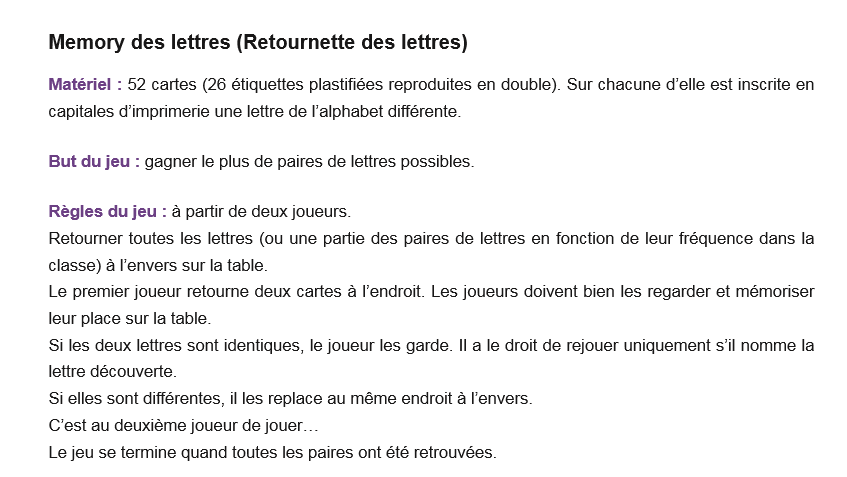 Memory des lettres (Retournette des lettres)
Matériel : 52 cartes (26 étiquettes plastifiées reproduites en double). Sur chacune d’elle est inscrite en
capitales d’imprimerie une lettre de l’alphabet différente.
But du jeu : gagner le plus de paires de lettres possibles.
Règles du jeu : à partir de deux joueurs.
Retourner toutes les lettres (ou une partie des paires de lettres en fonction de leur fréquence dans la
classe) à l’envers sur la table.
Le premier joueur retourne deux cartes à l’endroit. Les joueurs doivent bien les regarder et mémoriser
leur place sur la table.
Si les deux lettres sont identiques, le joueur les garde. Il a le droit de rejouer uniquement s’il nomme la
lettre découverte.
Si elles sont différentes, il les replace au même endroit à l’envers.
C’est au deuxième joueur de jouer…
Le jeu se termine quand toutes les paires ont été retrouvées.